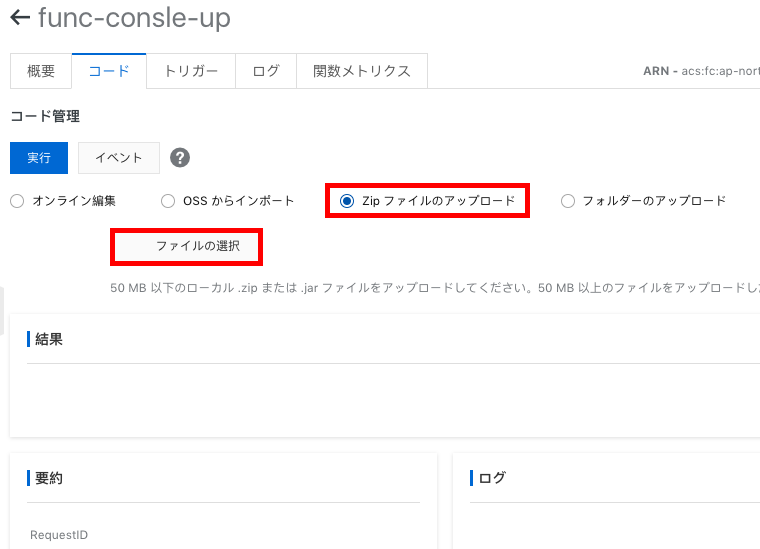 ← func-consle-up
概要 コード トリガー ログ 関数メトリクス ARN - acs:fc:ap-nort
コード管理
実行 イベント ?
オンライン編集 OSS からインポート Zip ファイルのアップロード フォルダーのアップロード
ファイルの選択
50 MB 以下のローカル .zip または .jar ファイルをアップロードしてください。50 MB 以上のファイルをアップロードし
結果
要約 ログ
RequestID